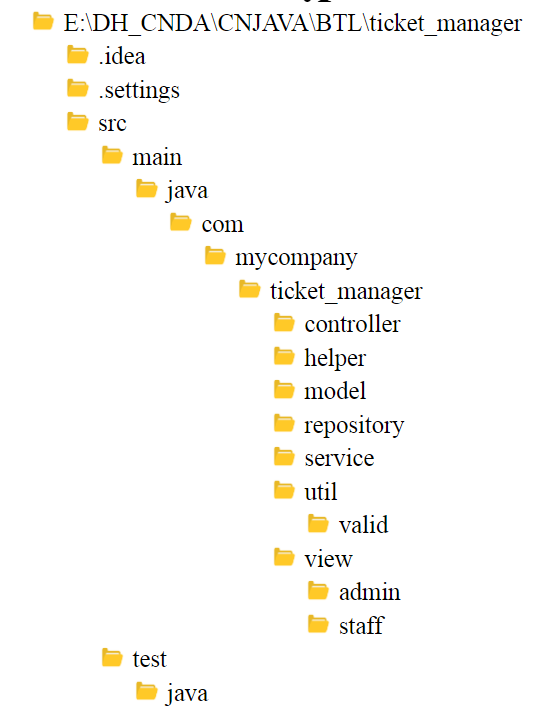 E:\DH_CNDA\CNJAVA\BTL\ticket_manager
.idea
.settings
src
main
java
com
mycompany
ticket_manager
controller
helper
model
repository
service
util
valid
view
admin
staff
test
java